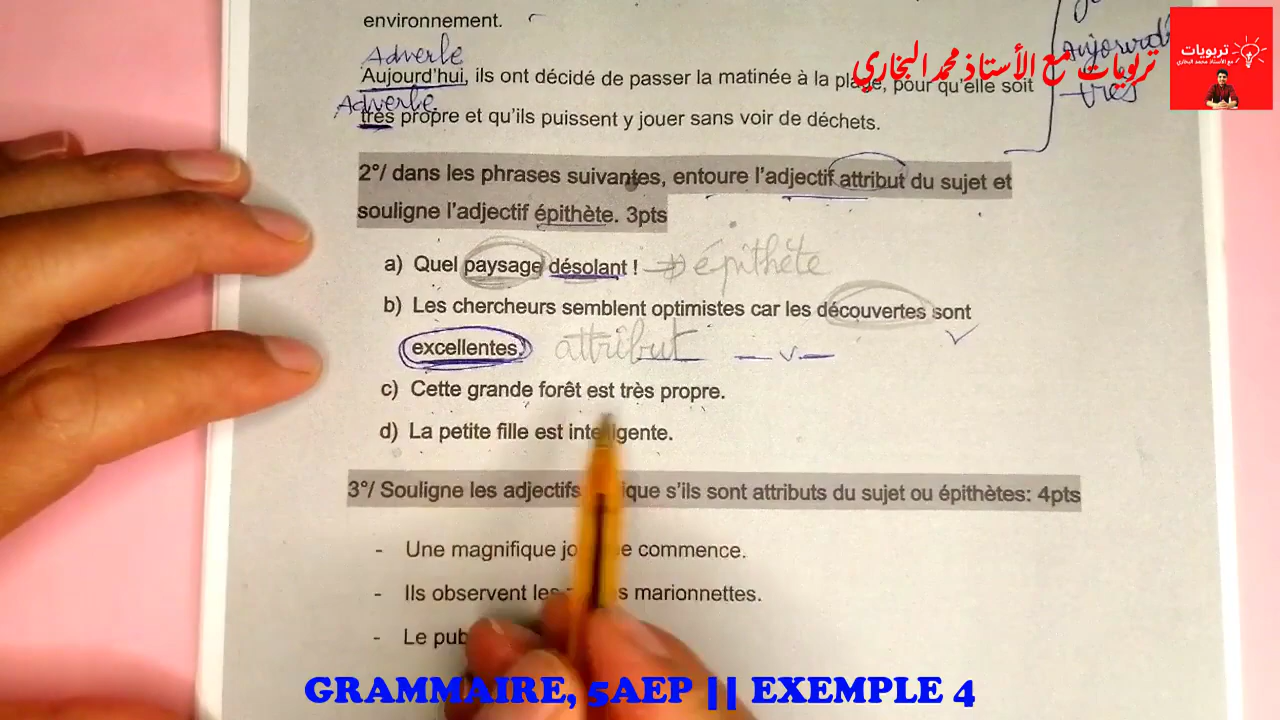 environnement.
Adverbe
Aujourd'hui, ils ont décidé de passer la matinée à la plage, pour qu'elle soit
Adverbe
très propre et qu'ils puissent y jouer sans voir de déchets.
très
تربويات مع الأستاذ محمد البخاري
تربويات
مع الأستاذ محمد البخاري
2°/ dans les phrases suivantes, entoure l'adjectif attribut du sujet et
souligne l'adjectif épithète. 3pts
a) Quel paysage désolant ! → épithète
b) Les chercheurs semblent optimistes car les découvertes sont
excellentes. attribut
c) Cette grande forêt est très propre.
d) La petite fille est intelligente.
3°/ Souligne les adjectifs que s'ils sont attributs du sujet ou épithètes: 4pts
- Une magnifique commence.
- Ils observent les marionnettes.
- Le
GRAMMAIRE, 5AEP || EXEMPLE 4